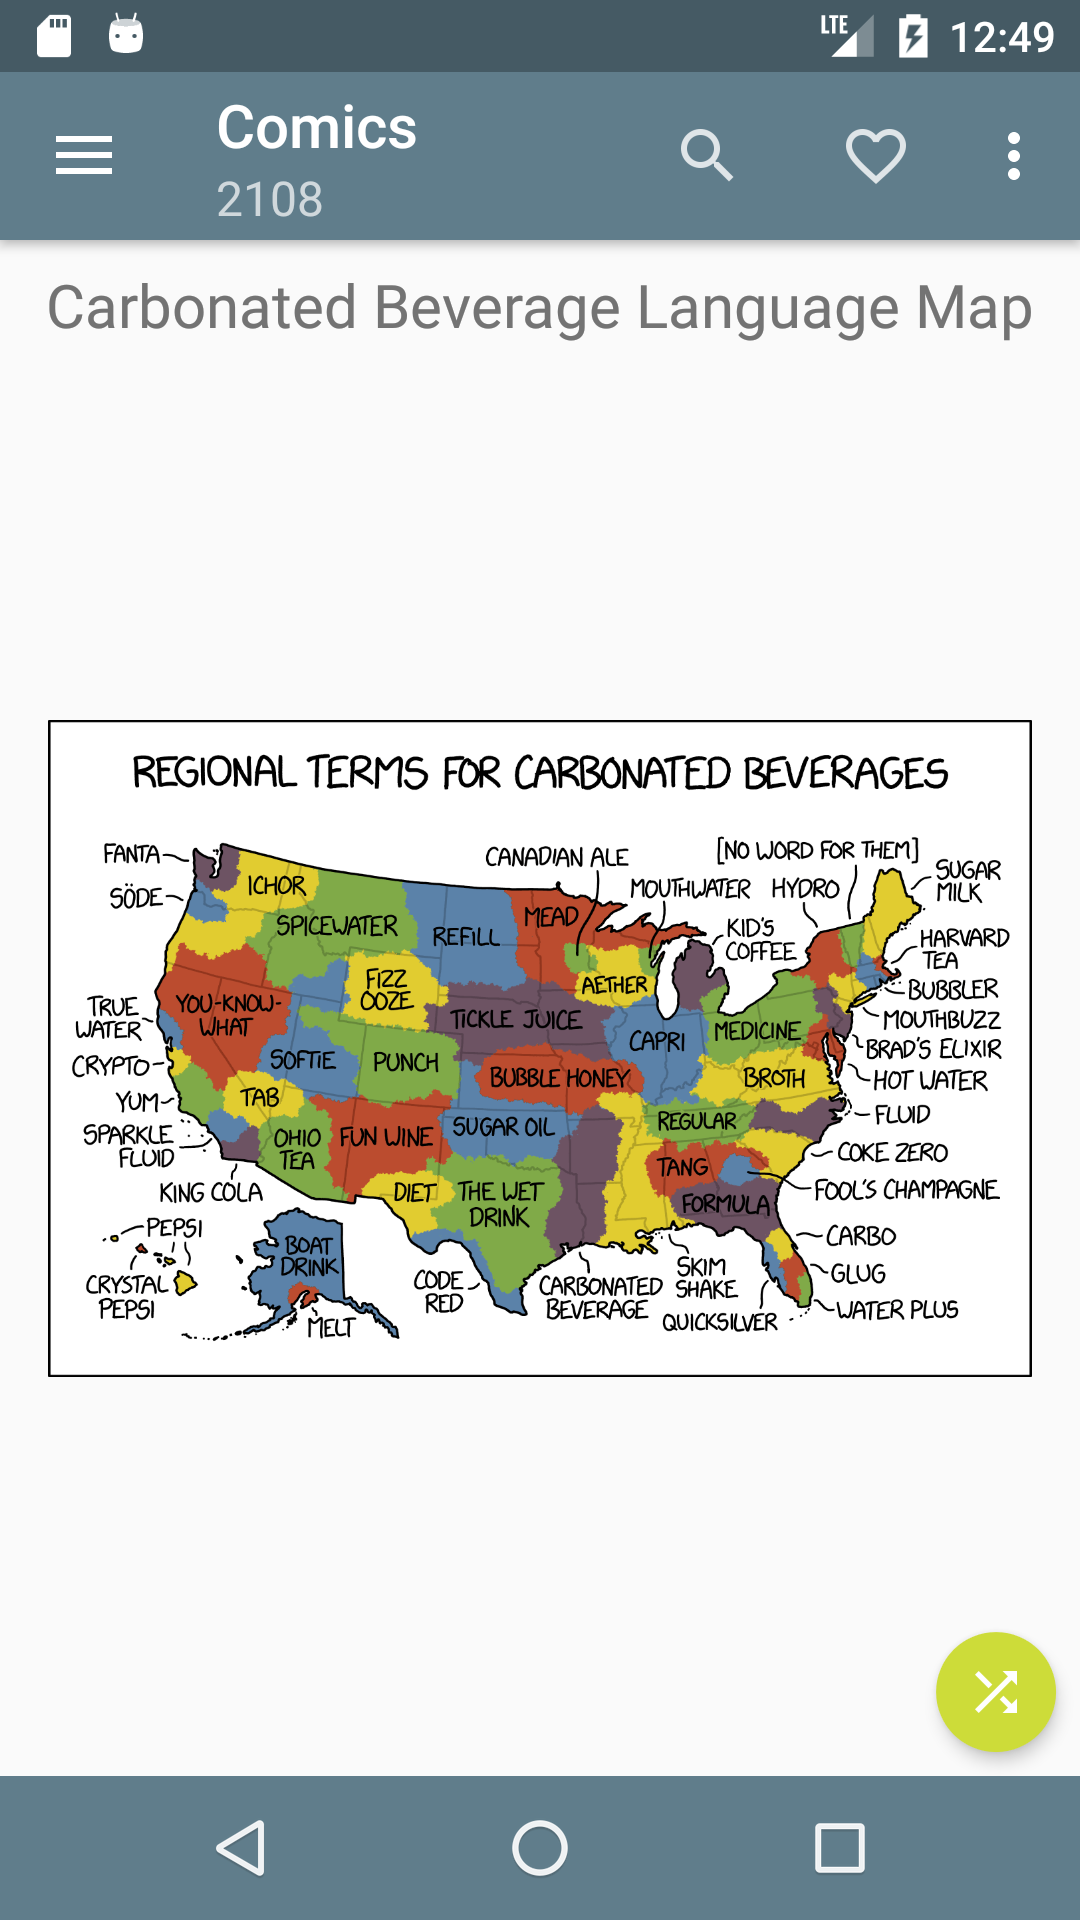 LTE 12:49
Comics
2108
Carbonated Beverage Language Map
REGIONAL TERMS FOR CARBONATED BEVERAGES
FANTA
SÖDE
ICHOR
SPICEWATER
REFILL
CANADIAN ALE
MEAD
MOUTHWATER
HYDRO
[NO WORD FOR THEM]
SUGAR
MILK
KID'S
COFFEE
HARVARD
TEA
BUBBLER
MOUTHBUZZ
BRAD'S ELIXIR
HOT WATER
FLUID
COKE ZERO
FOOL'S CHAMPAGNE
CARBO
GLUG
WATER PLUS
TRUE
WATER
CRYPTO
YUM
SPARKLE
FLUID
KING COLA
YOU-KNOW-
WHAT
FIZZ
OOZE
AETHER
TICKLE JUICE
CAPRI
MEDICINE
SOFTIE
PUNCH
BUBBLE HONEY
BROTH
TAB
OHIO
TEA
FUN WINE
SUGAR OIL
REGULAR
TANG
FORMULA
DIET
THE WET
DRINK
PEPSI
CRYSTAL
PEPSI
BOAT
DRINK
MELT
CODE
RED
CARBONATED
BEVERAGE
SKIM
SHAKE
QUICKSILVER